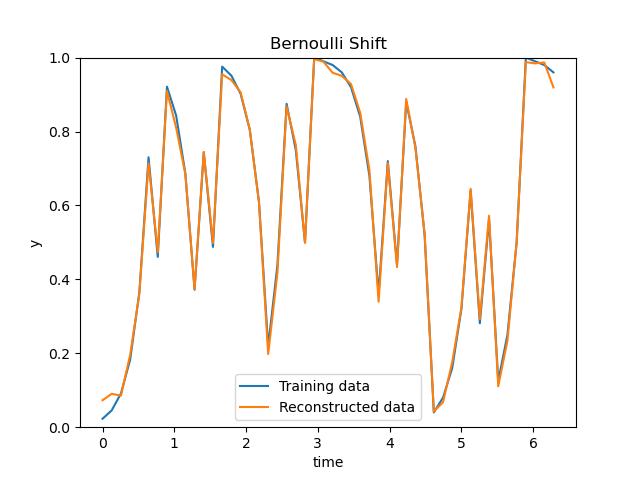 Bernoulli Shift
1.0
0.8
0.6
0.4
0.2
0.0
y
Training data
Reconstructed data
0 1 2 3 4 5 6
time